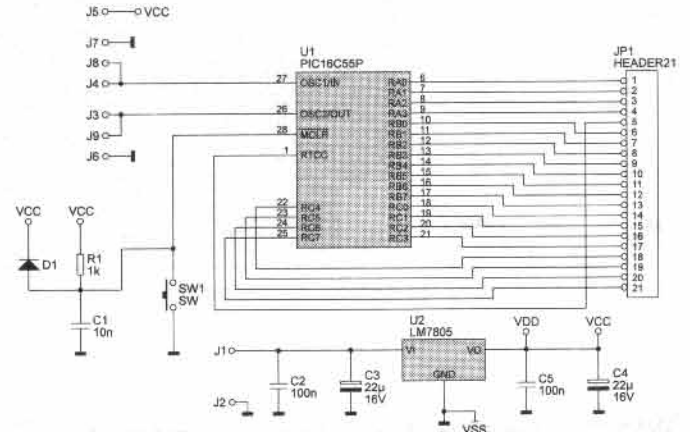 J5 VCC
J7
J8
J4
J3
J9
J6
U1
PIC16C55P
27 OSC1/IN
26 OSC2/OUT
28 MCLR
1 RTCC
22 RC4
23 RC5
24 RC6
25 RC7
RA0 6
RA1 7
RA2 8
RA3 9
RB0 10
RB1 11
RB2 12
RB3 13
RB4 14
RB5 15
RB6 16
RB7 17
RC0 18
RC1 19
RC2 20
RC3 21
JP1
HEADER21
1
2
3
4
5
6
7
8
9
10
11
12
13
14
15
16
17
18
19
20
21
VCC VCC
D1
R1
1k
C1
10n
SW1
SW
U2
LM7805
VI VO
GND
VDD VCC
J1
J2
C2
100n
C3
22µ
16V
VSS
C5
100n
C4
22µ
16V